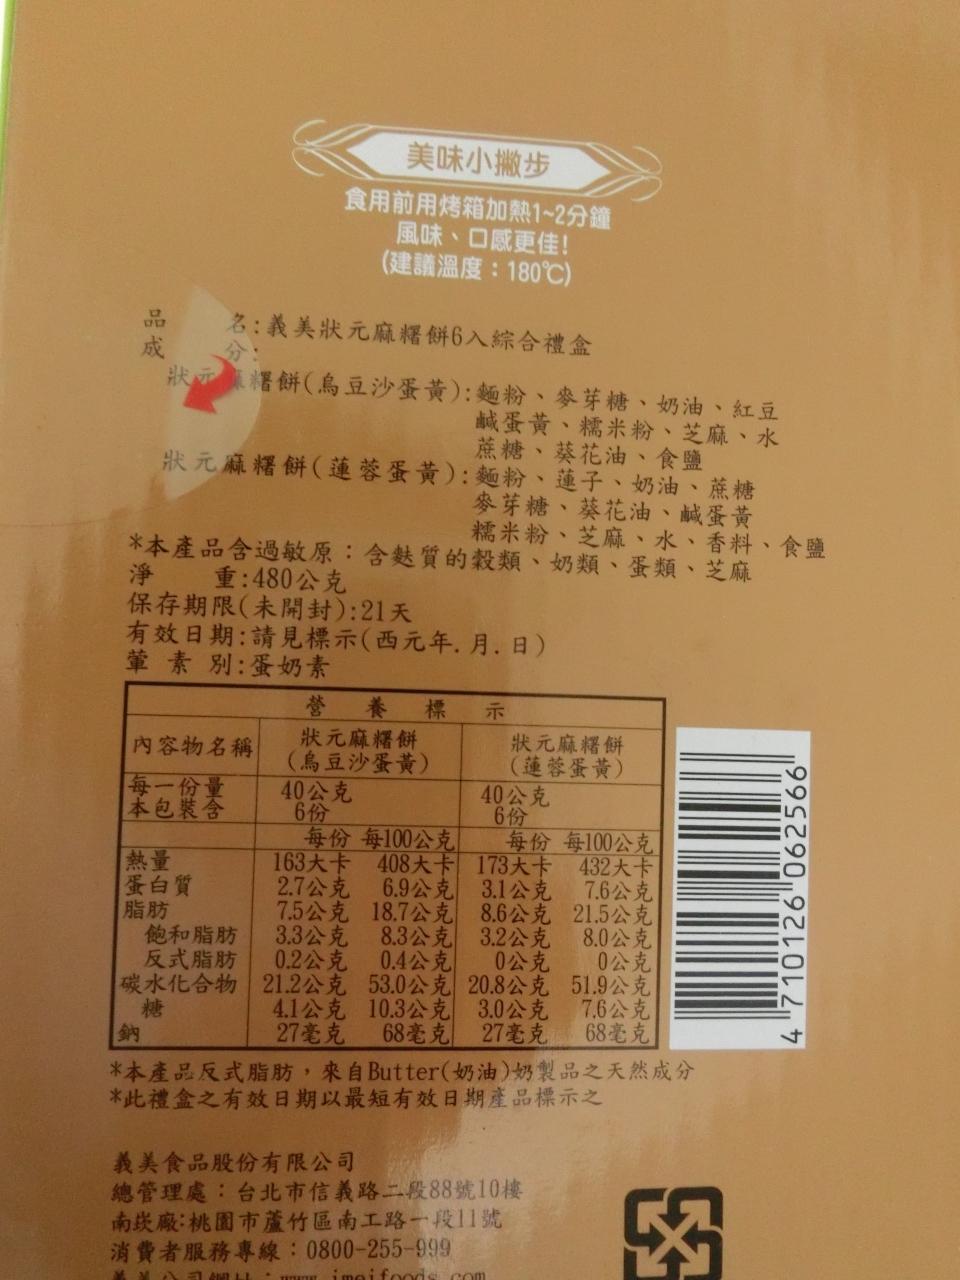 美味小撇步
食用前用烤箱加熱1~2分鐘
風味、口感更佳!
(建議溫度：180℃)
品 名:義美狀元麻糬餅6入綜合禮盒
成 分:
狀元麻糬餅(烏豆沙蛋黃):麵粉、麥芽糖、奶油、紅豆
鹹蛋黃、糯米粉、芝麻、水
蔗糖、葵花油、食鹽
狀元麻糬餅(蓮蓉蛋黃):麵粉、蓮子、奶油、蔗糖
麥芽糖、葵花油、鹹蛋黃
糯米粉、芝麻、水、香料、食鹽
*本產品含過敏原：含麩質的穀類、奶類、蛋類、芝麻
淨 重:480公克
保存期限(未開封):21天
有效日期:請見標示(西元年.月.日)
葷 素 別:蛋奶素
營 養 標 示
內容物名稱 狀元麻糬餅 狀元麻糬餅
(烏豆沙蛋黃) (蓮蓉蛋黃)
每一份量 40公克 40公克
本包裝含 6份 6份
每份 每100公克 每份 每100公克
熱量 163大卡 408大卡 173大卡 432大卡
蛋白質 2.7公克 6.9公克 3.1公克 7.6公克
脂肪 7.5公克 18.7公克 8.6公克 21.5公克
飽和脂肪 3.3公克 8.3公克 3.2公克 8.0公克
反式脂肪 0.2公克 0.4公克 0公克 0公克
碳水化合物 21.2公克 53.0公克 20.8公克 51.9公克
糖 4.1公克 10.3公克 3.0公克 7.6公克
鈉 27毫克 68毫克 27毫克 68毫克
4 710126 062566
*本產品反式脂肪，來自Butter(奶油)奶製品之天然成分
*此禮盒之有效日期以最短有效日期產品標示之
義美食品股份有限公司
總管理處：台北市信義路二段88號10樓
南崁廠:桃園市蘆竹區南工路一段11號
消費者服務專線：0800-255-999
義美公司網址：www.imeifoods.com